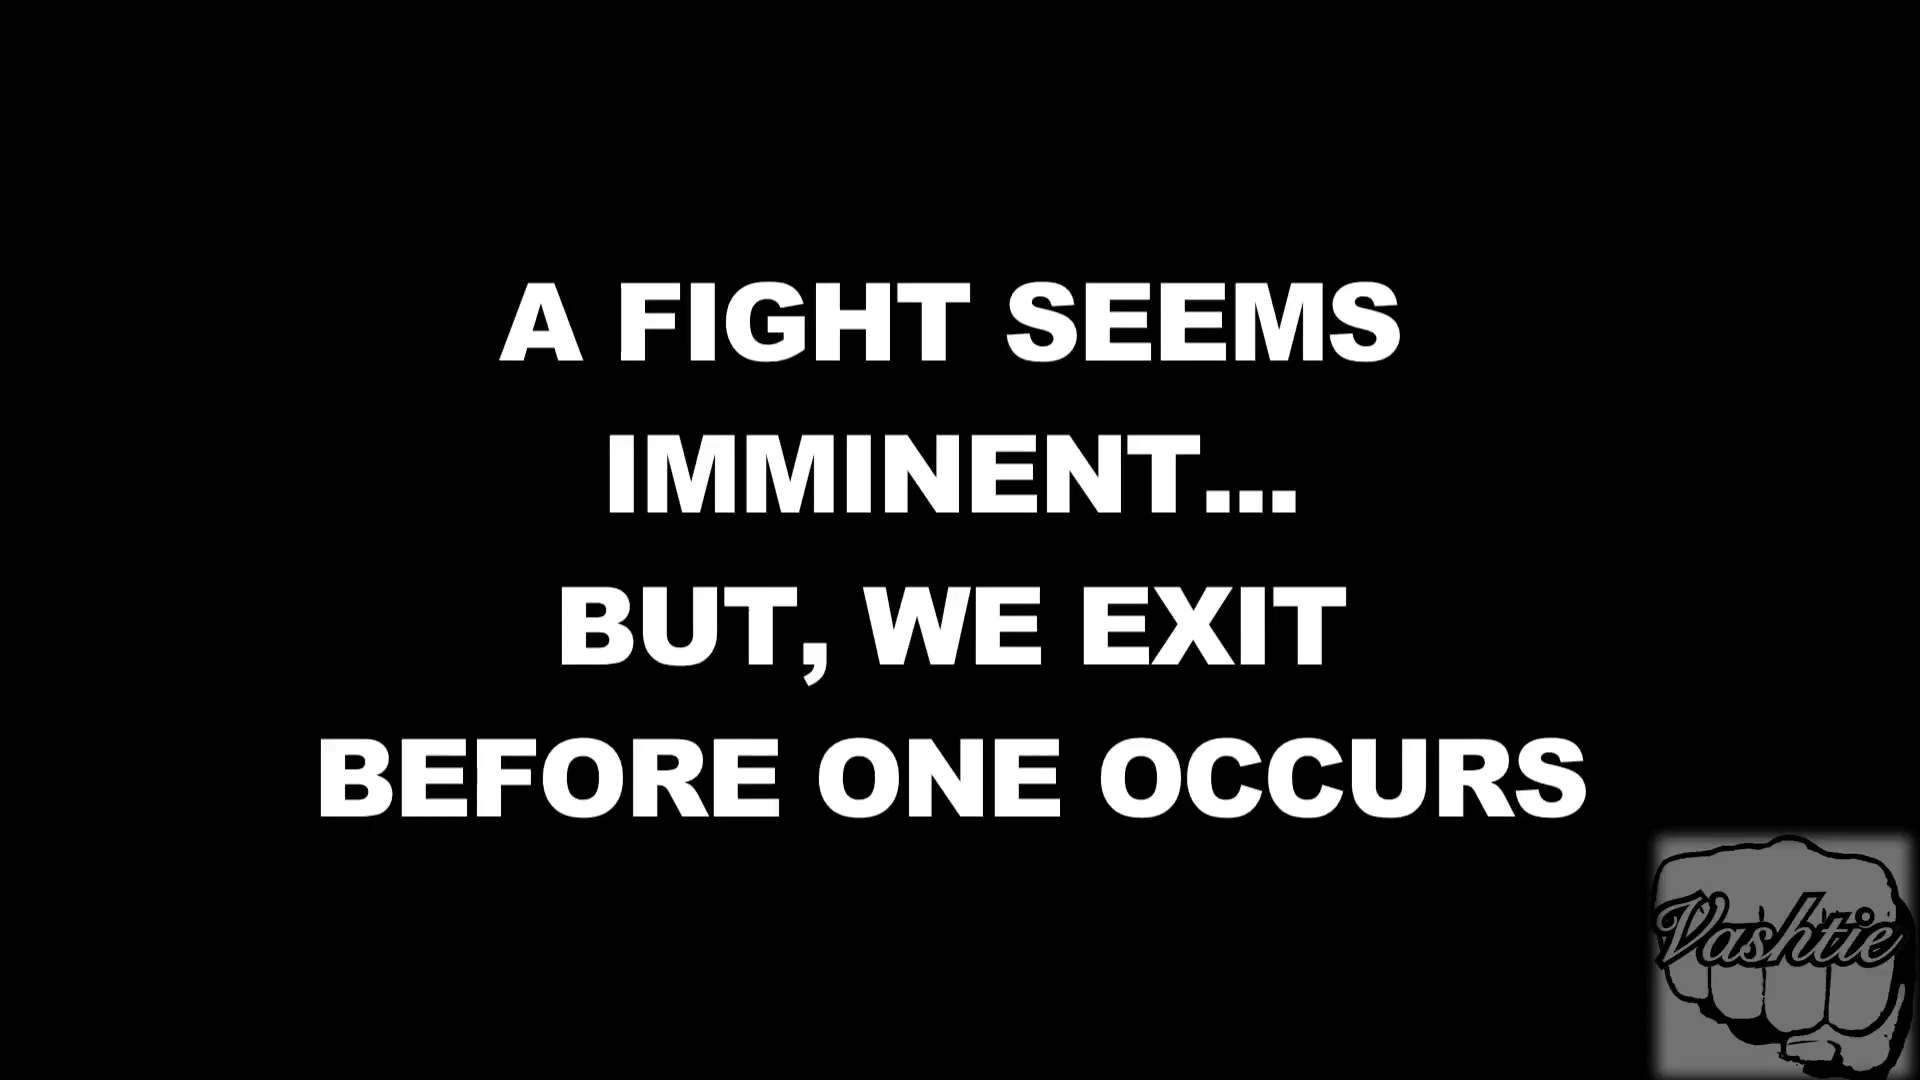 A FIGHT SEEMS
IMMINENT...
BUT, WE EXIT
BEFORE ONE OCCURS
Vashtie